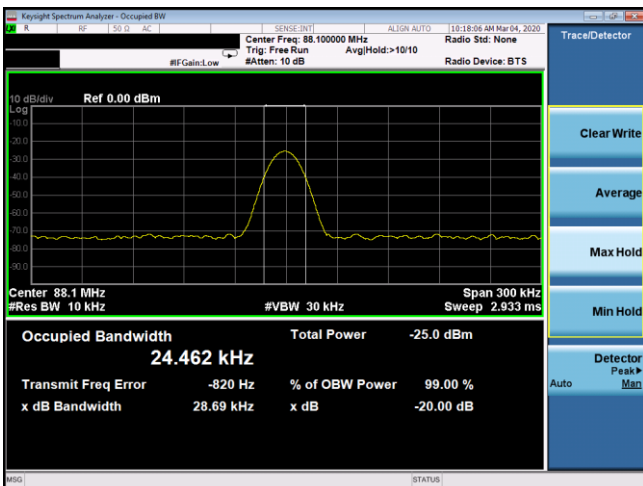 Keysight Spectrum Analyzer - Occupied BW
R RF 50 Ω AC SENSE:INT ALIGN AUTO 10:18:06 AM Mar 04, 2020
Center Freq: 88.100000 MHz Radio Std: None
Trig: Free Run Avg|Hold:>10/10
#IFGain:Low #Atten: 10 dB Radio Device: BTS
Trace/Detector
10 dB/div Ref 0.00 dBm
Log
-10.0
-20.0
-30.0
-40.0
-50.0
-60.0
-70.0
-80.0
-90.0
Center 88.1 MHz Span 300 kHz
#Res BW 10 kHz #VBW 30 kHz Sweep 2.933 ms
Occupied Bandwidth Total Power -25.0 dBm
24.462 kHz
Transmit Freq Error -820 Hz % of OBW Power 99.00 %
x dB Bandwidth 28.69 kHz x dB -20.00 dB
Clear Write
Average
Max Hold
Min Hold
Detector
Peak▶
Auto Man
MSG STATUS